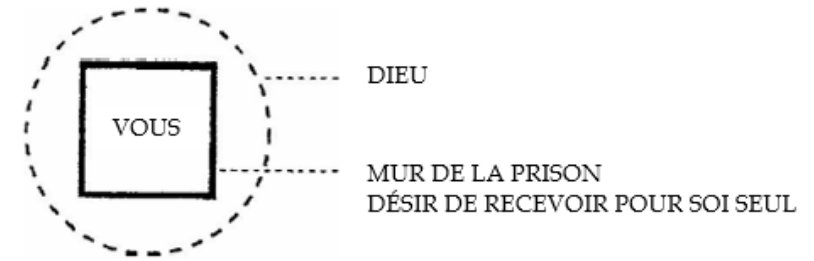 DIEU
VOUS
MUR DE LA PRISON
DÉSIR DE RECEVOIR POUR SOI SEUL